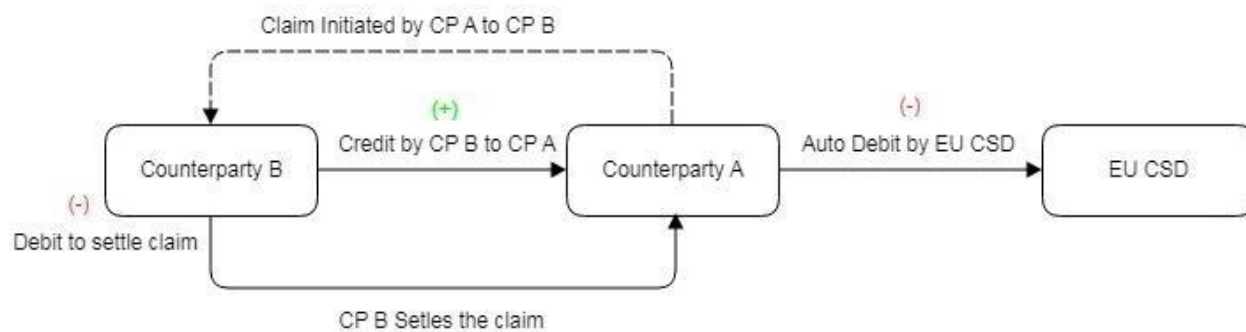 Claim Initiated by CP A to CP B
(+)
(-)
Credit by CP B to CP A
Auto Debit by EU CSD
Counterparty B
Counterparty A
EU CSD
(-)
Debit to settle claim
CP B Setles the claim